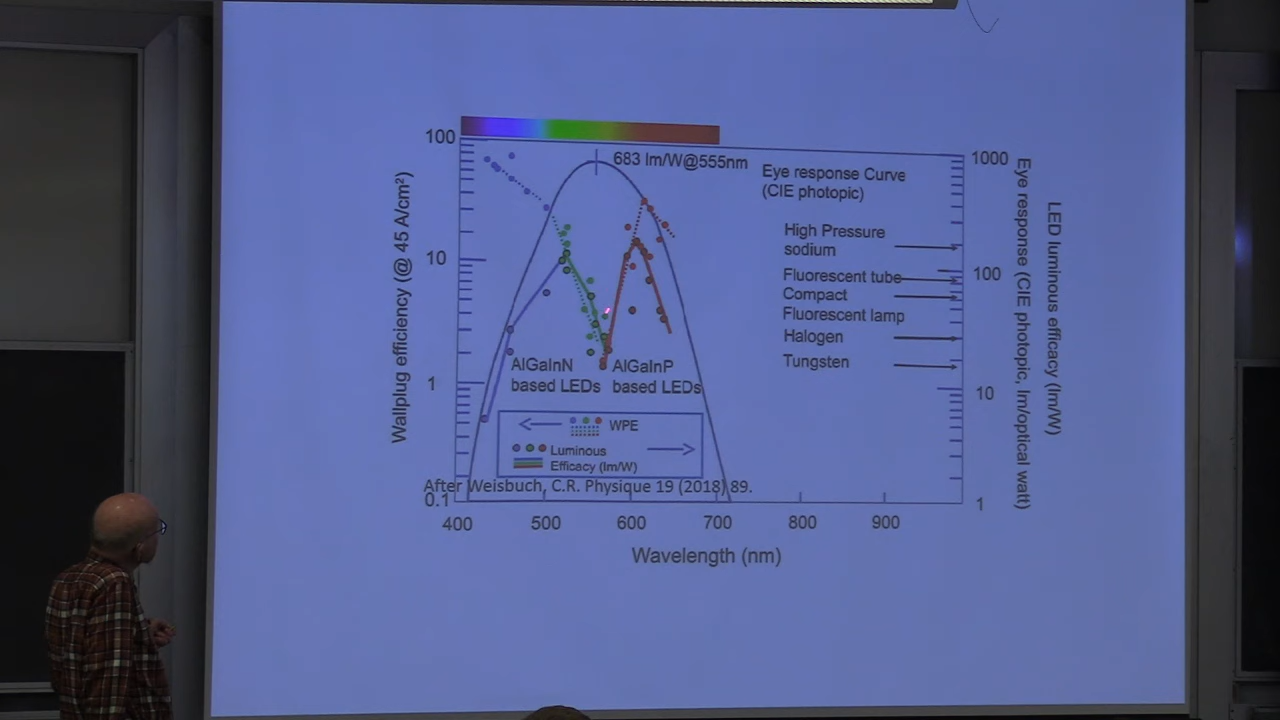 100
10
1
0.1
Wallplug efficiency (@ 45 A/cm²)
683 lm/W@555nm
Eye response Curve
(CIE photopic)
High Pressure
sodium
Fluorescent tube
Compact
Fluorescent lamp
Halogen
Tungsten
AlGaInN
based LEDs
AlGaInP
based LEDs
WPE
Luminous
Efficacy (lm/W)
After Weisbuch, C.R. Physique 19 (2018) 89.
400 500 600 700 800 900
Wavelength (nm)
1000
100
10
1
Eye response (CIE photopic, lm/optical watt)
LED luminous efficacy (lm/W)